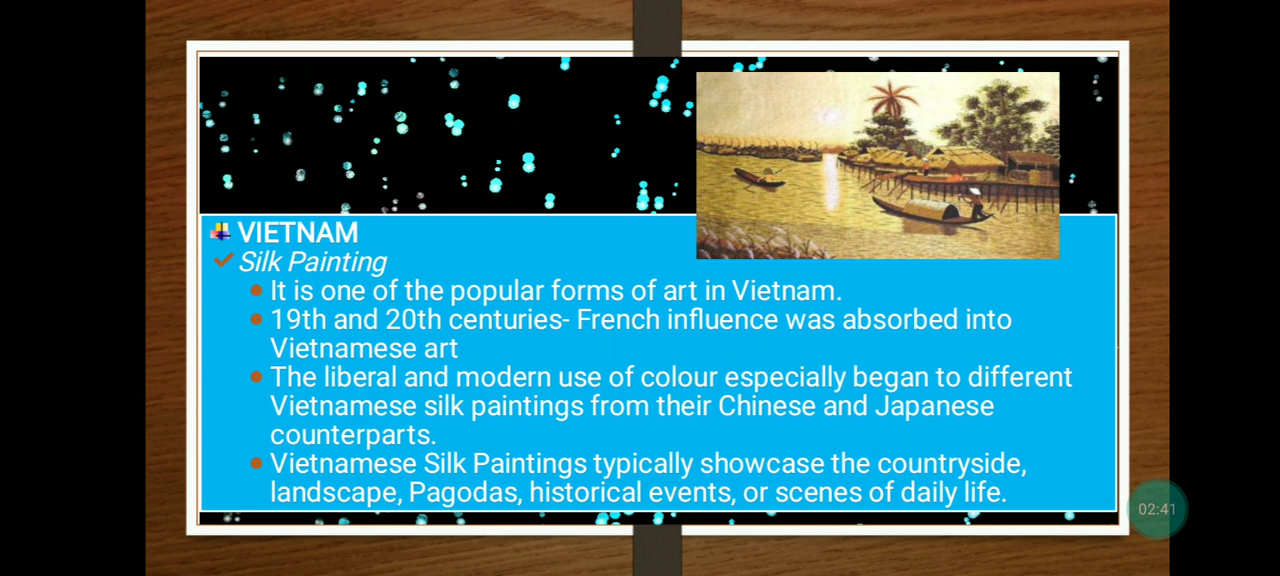 VIETNAM
Silk Painting
It is one of the popular forms of art in Vietnam.
19th and 20th centuries- French influence was absorbed into
Vietnamese art
The liberal and modern use of colour especially began to different
Vietnamese silk paintings from their Chinese and Japanese
counterparts.
Vietnamese Silk Paintings typically showcase the countryside,
landscape, Pagodas, historical events, or scenes of daily life.
02:41